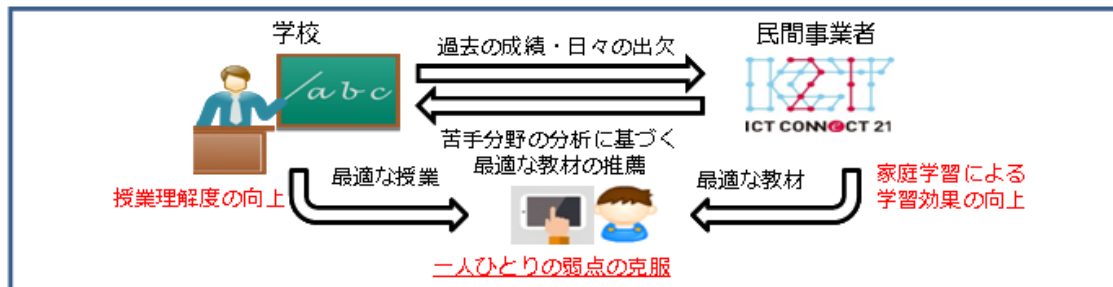 学校
民間事業者
過去の成績・日々の出欠
abc
ICT CONNECT 21
苦手分野の分析に基づく
最適な教材の推薦
最適な授業
最適な教材
授業理解度の向上
家庭学習による
学習効果の向上
一人ひとりの弱点の克服